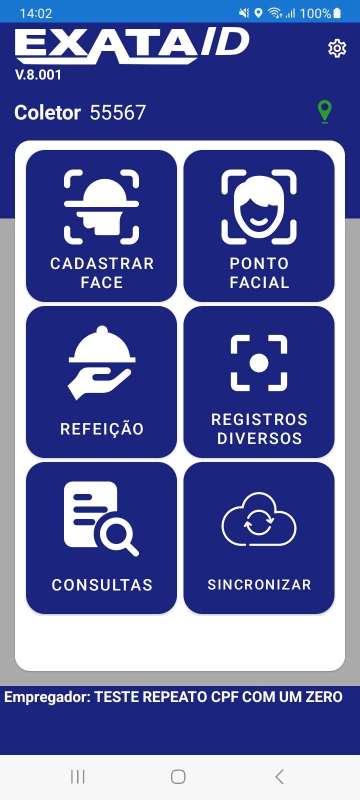 14:02
100%
EXATAID
V.8.001
Coletor 55567
CADASTRAR
FACE
PONTO
FACIAL
REFEIÇÃO
REGISTROS
DIVERSOS
CONSULTAS
SINCRONIZAR
Empregador: TESTE REPEATO CPF COM UM ZERO